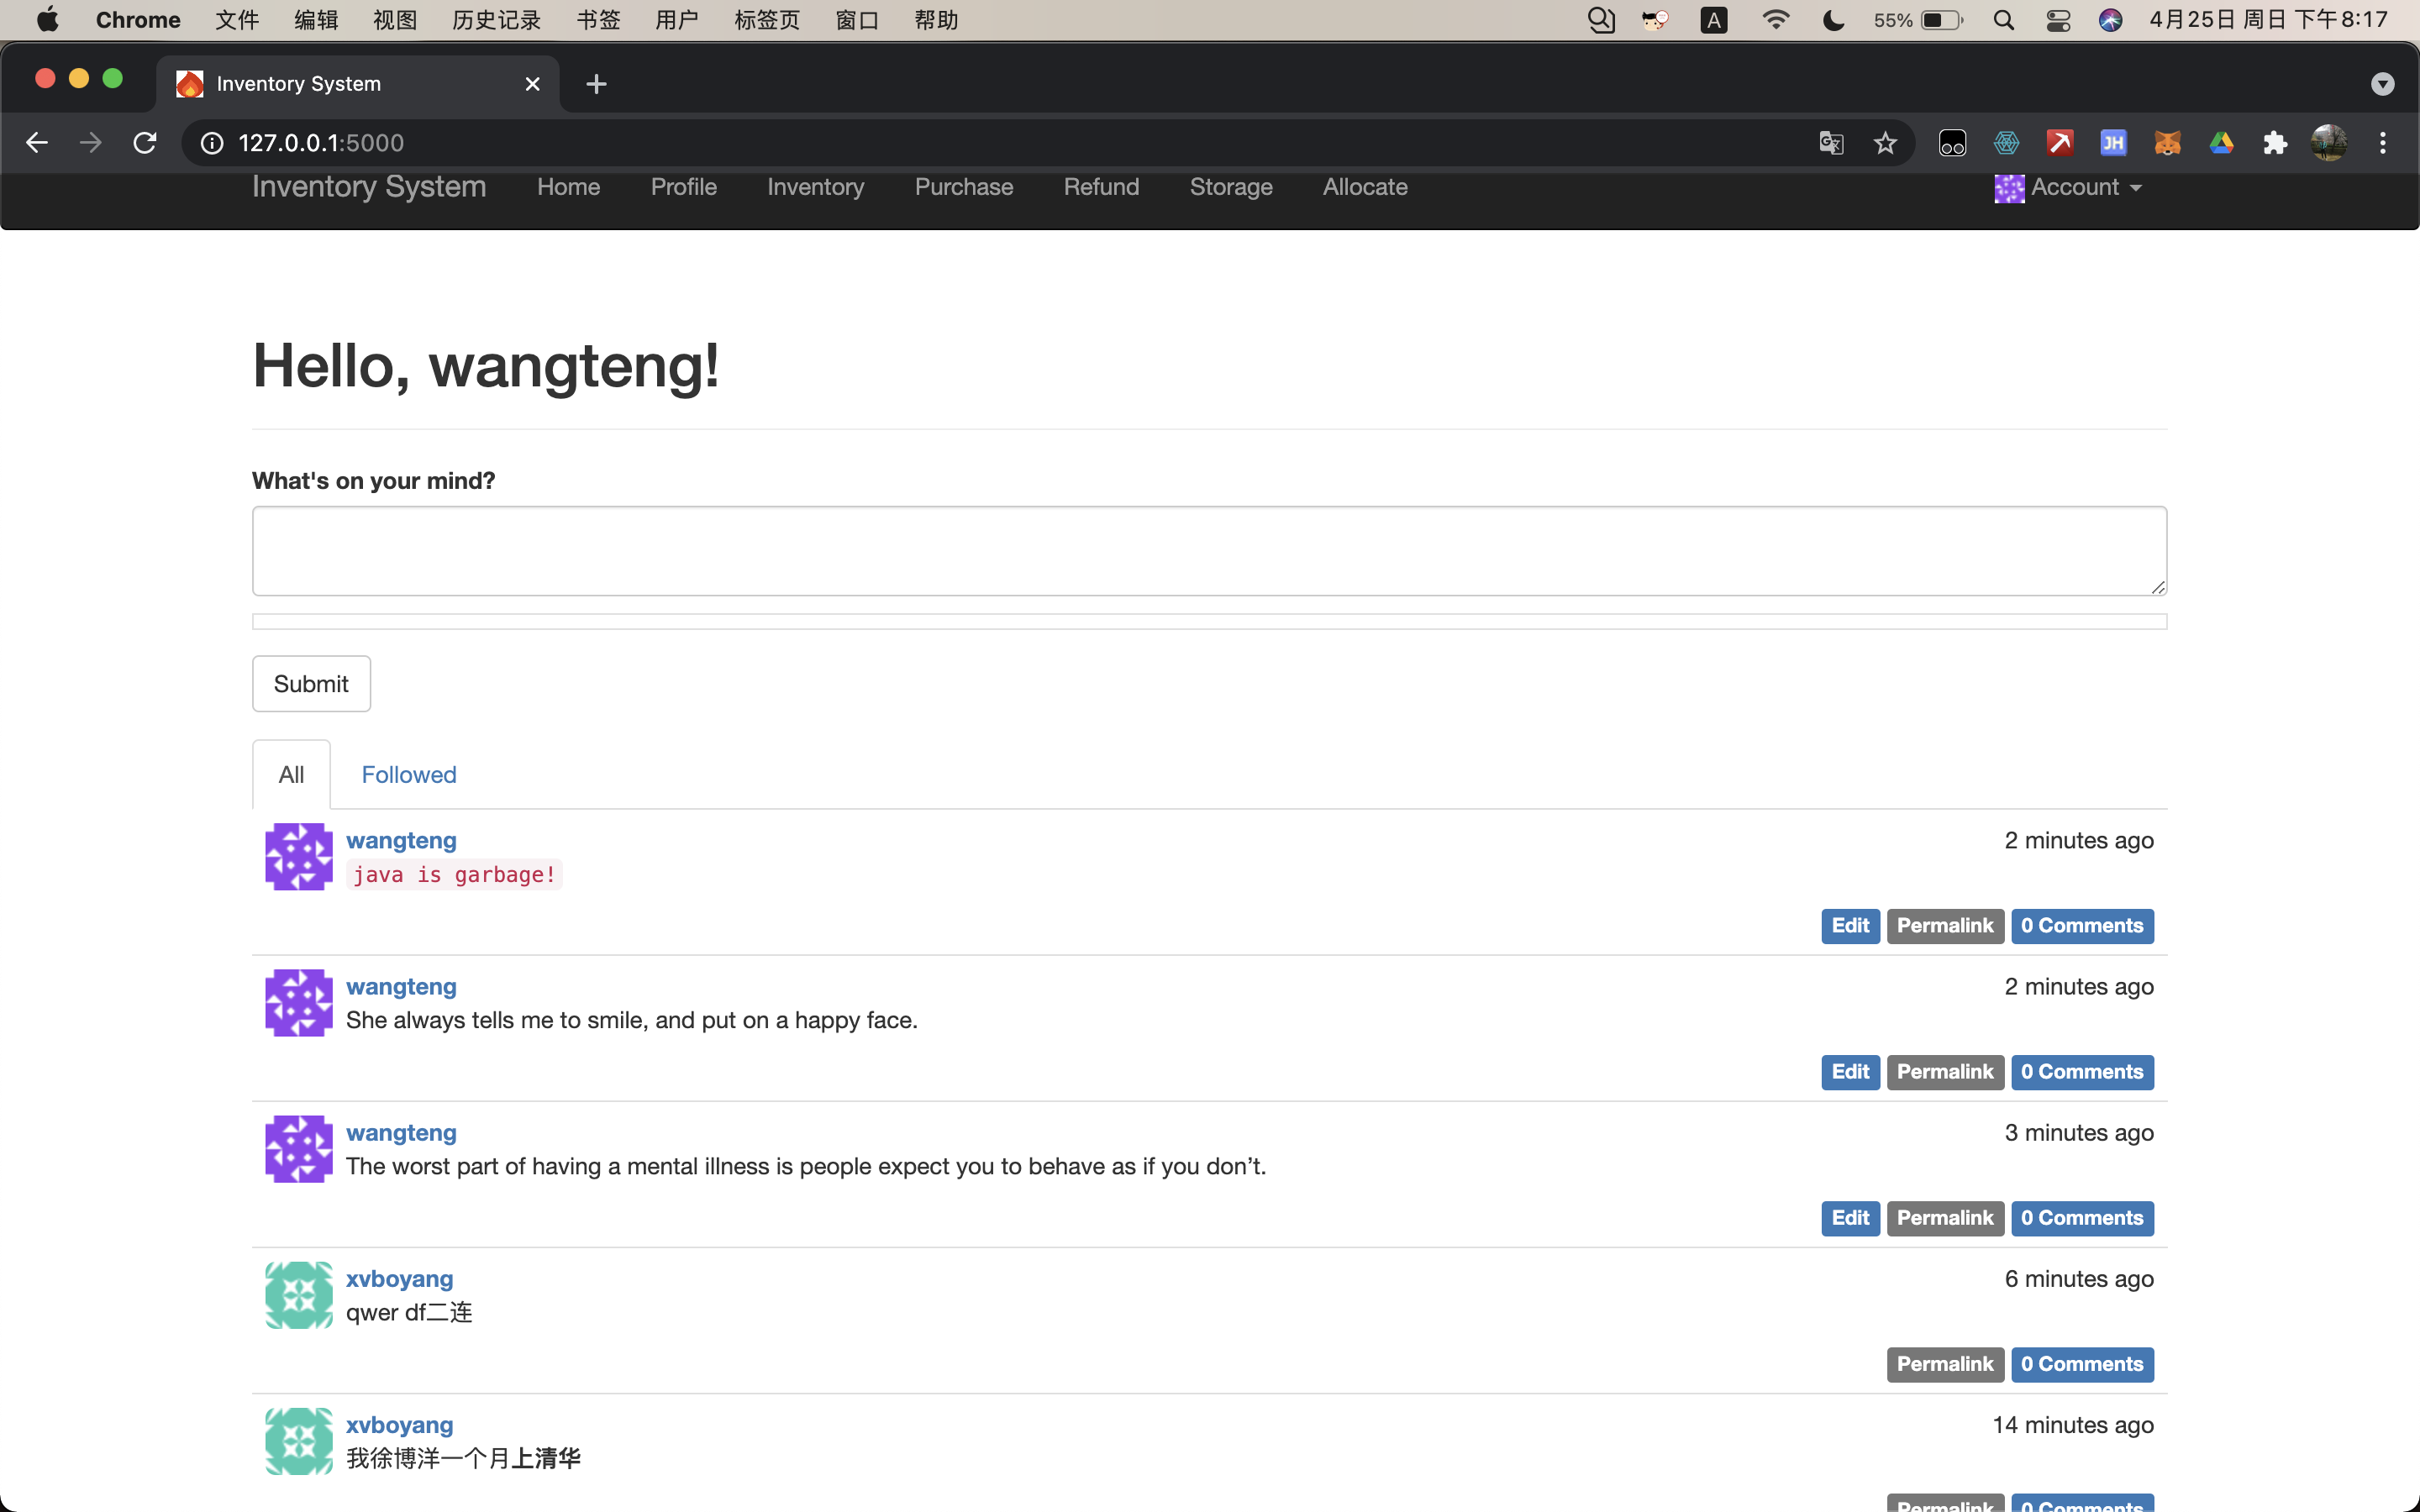 Chrome 文件 编辑 视图 历史记录 书签 用户 标签页 窗口 帮助 A 55% 4月25日 周日 下午8:17
Inventory System
127.0.0.1:5000 JH
Inventory System Home Profile Inventory Purchase Refund Storage Allocate Account
Hello, wangteng!
What's on your mind?
Submit
All Followed
wangteng 2 minutes ago
java is garbage!
Edit Permalink 0 Comments
wangteng 2 minutes ago
She always tells me to smile, and put on a happy face.
Edit Permalink 0 Comments
wangteng 3 minutes ago
The worst part of having a mental illness is people expect you to behave as if you don’t.
Edit Permalink 0 Comments
xvboyang 6 minutes ago
qwer df二连
Permalink 0 Comments
xvboyang 14 minutes ago
我徐博洋一个月上清华
Permalink 0 Comments